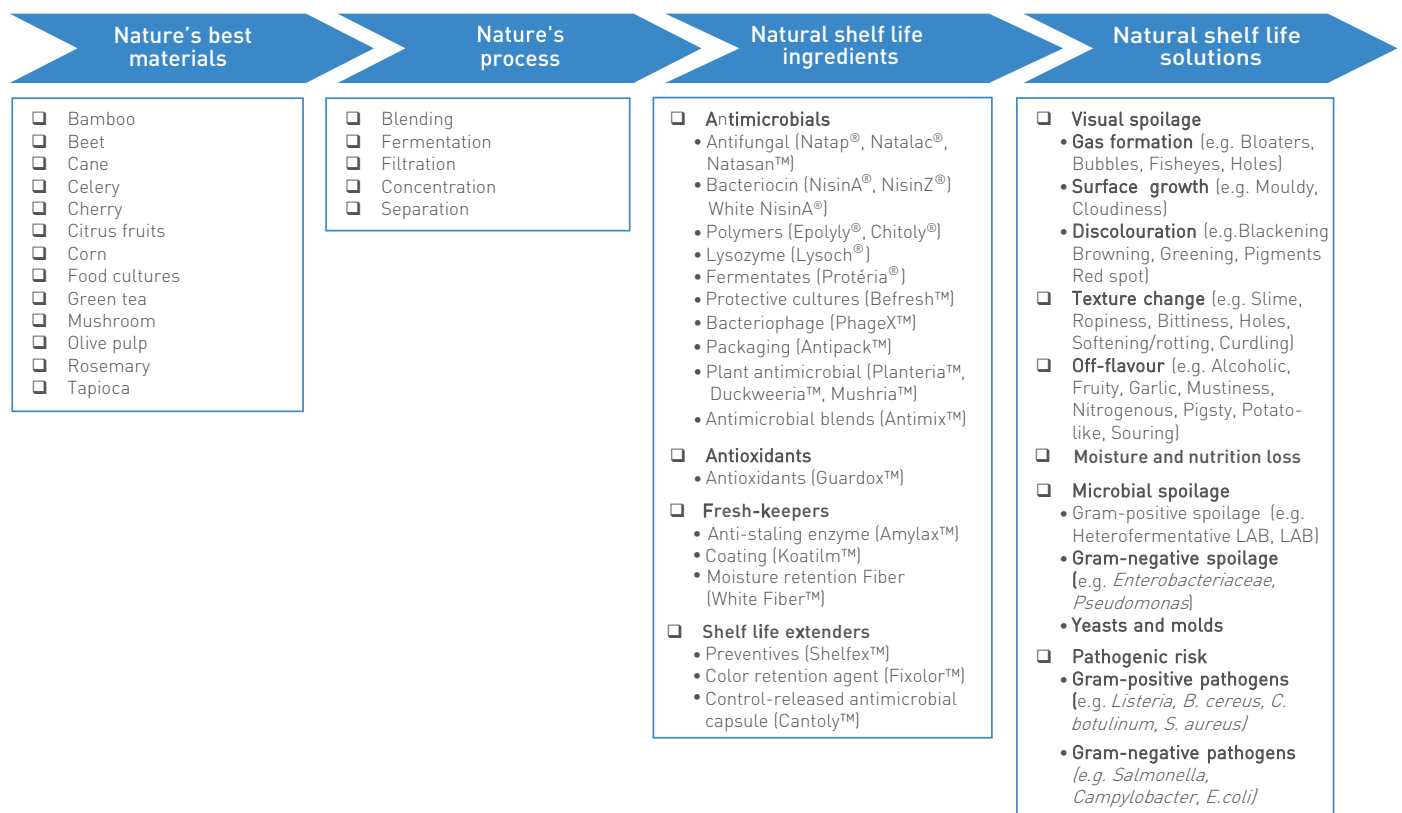 Nature's best
materials
Nature's
process
Natural shelf life
ingredients
Natural shelf life
solutions
❑ Bamboo
❑ Beet
❑ Cane
❑ Celery
❑ Cherry
❑ Citrus fruits
❑ Corn
❑ Food cultures
❑ Green tea
❑ Mushroom
❑ Olive pulp
❑ Rosemary
❑ Tapioca
❑ Blending
❑ Fermentation
❑ Filtration
❑ Concentration
❑ Separation
❑ Antimicrobials
• Antifungal (Natap®, Natalac®,
Natasan™)
• Bacteriocin (NisinA®, NisinZ®)
White NisinA®)
• Polymers (Epolyly®, Chitoly®)
• Lysozyme (Lysoch®)
• Fermentates (Protéria®)
• Protective cultures (Befresh™)
• Bacteriophage (PhageX™)
• Packaging (Antipack™)
• Plant antimicrobial (Planteria™,
Duckweeria™, Mushria™)
• Antimicrobial blends (Antimix™)
❑ Antioxidants
• Antioxidants (Guardox™)
❑ Fresh-keepers
• Anti-staling enzyme (Amylax™)
• Coating (Koatilm™)
• Moisture retention Fiber
(White Fiber™)
❑ Shelf life extenders
• Preventives (Shelfex™)
• Color retention agent (Fixolor™)
• Control-released antimicrobial
capsule (Cantoly™)
❑ Visual spoilage
• Gas formation (e.g. Bloaters,
Bubbles, Fisheyes, Holes)
• Surface growth (e.g. Mouldy,
Cloudiness)
• Discolouration (e.g.Blackening
Browning, Greening, Pigments
Red spot)
❑ Texture change (e.g. Slime,
Ropiness, Bittiness, Holes,
Softening/rotting, Curdling)
❑ Off-flavour (e.g. Alcoholic,
Fruity, Garlic, Mustiness,
Nitrogenous, Pigsty, Potato-
like, Souring)
❑ Moisture and nutrition loss
❑ Microbial spoilage
• Gram-positive spoilage (e.g.
Heterofermentative LAB, LAB)
• Gram-negative spoilage
(e.g. Enterobacteriaceae,
Pseudomonas)
• Yeasts and molds
❑ Pathogenic risk
• Gram-positive pathogens
(e.g. Listeria, B. cereus, C.
botulinum, S. aureus)
• Gram-negative pathogens
(e.g. Salmonella,
Campylobacter, E.coli)